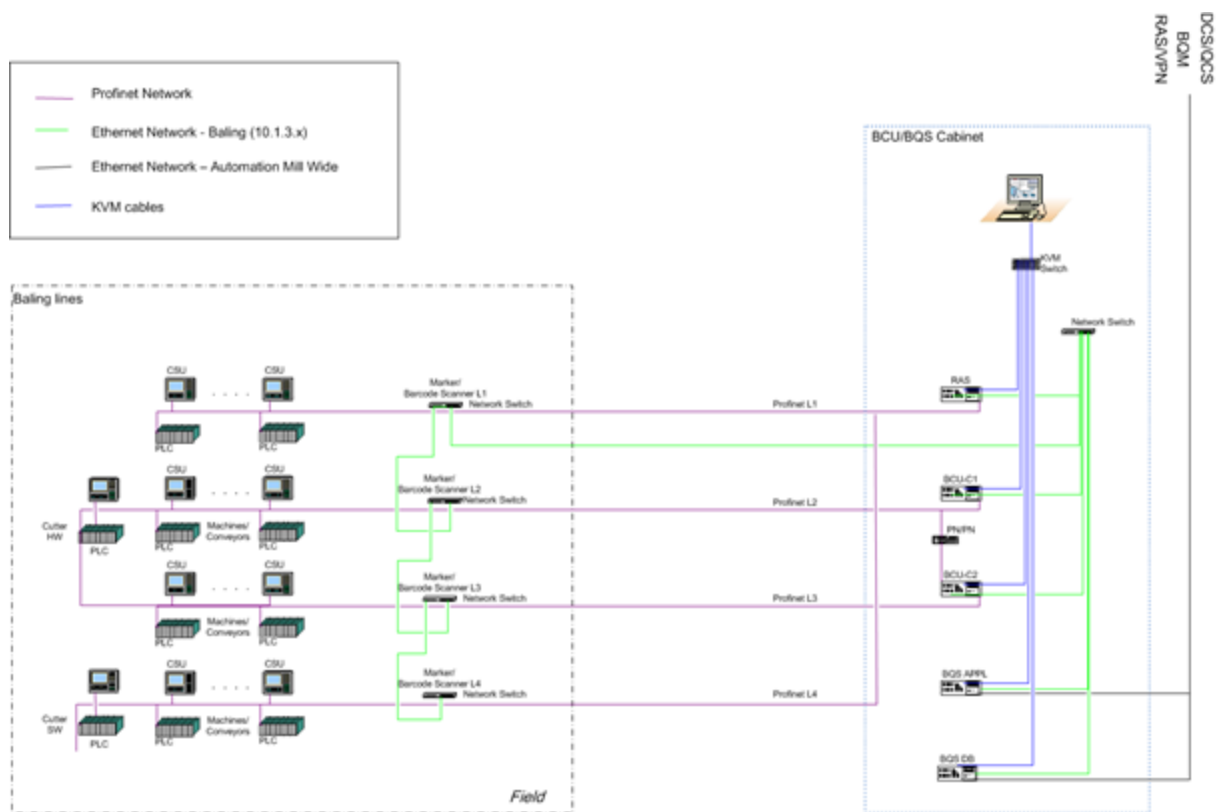 DCS/QCS
BQM
RAS/VPN
Profinet Network
Ethernet Network - Baling (10.1.3.x)
Ethernet Network – Automation Mill Wide
KVM cables
BCU/BQS Cabinet
KVM
Switch
Network Switch
Baling lines
CSU
CSU
Marker/
Bercode Scanner L1
Network Switch
Profinet L1
RAS
PLC
PLC
CSU
CSU
Marker/
Bercode Scanner L2
Network Switch
Profinet L2
BCU-C1
Cutter
HW
PLC
PLC
Machines/
Conveyors
PLC
PN/PN
CSU
CSU
Marker/
Bercode Scanner L3
Network Switch
Profinet L3
BCU-C2
PLC
Machines/
Conveyors
PLC
CSU
CSU
Marker/
Bercode Scanner L4
Network Switch
Profinet L4
BQS APPL
Cutter
SW
PLC
PLC
Machines/
Conveyors
PLC
BQS DB
Field